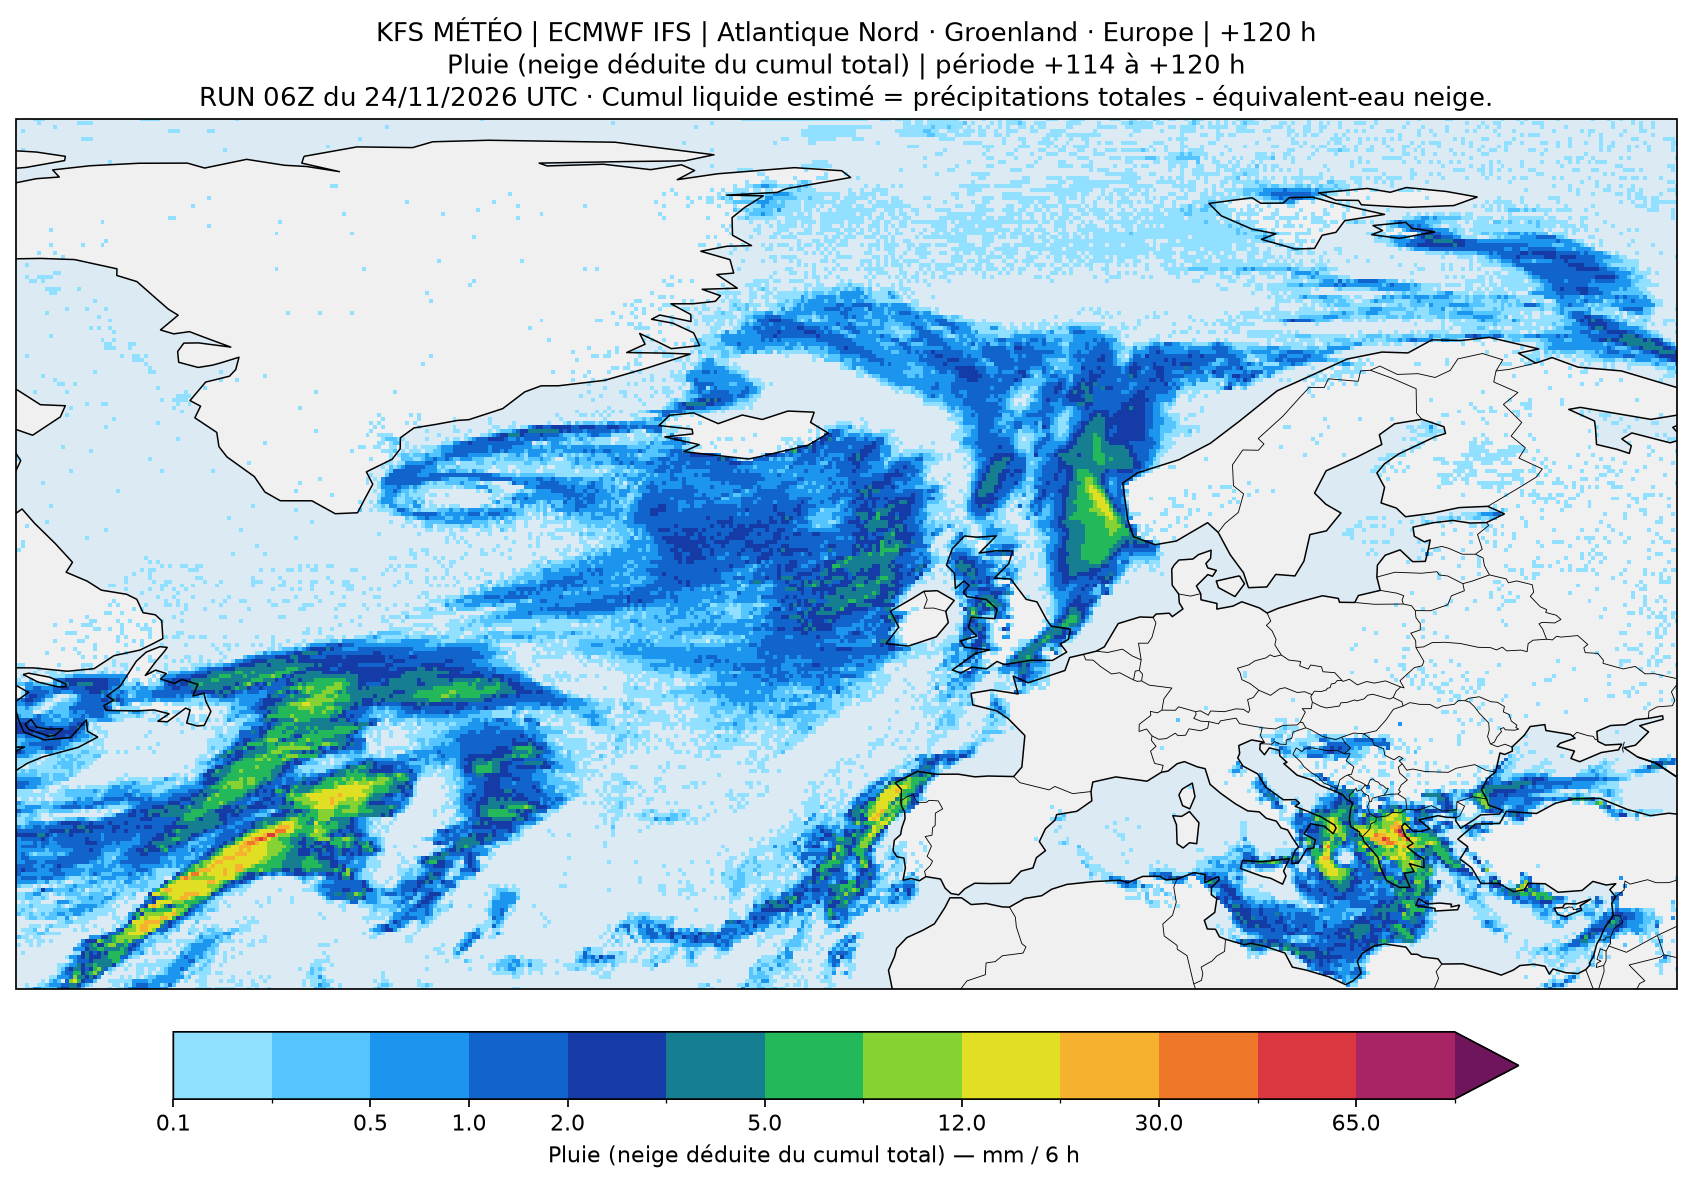 KFS MÉTÉO | ECMWF IFS | Atlantique Nord · Groenland · Europe | +120 h
Pluie (neige déduite du cumul total) | période +114 à +120 h
RUN 06Z du 24/11/2026 UTC · Cumul liquide estimé = précipitations totales - équivalent-eau neige.
0.1 0.5 1.0 2.0 5.0 12.0 30.0 65.0
Pluie (neige déduite du cumul total) — mm / 6 h